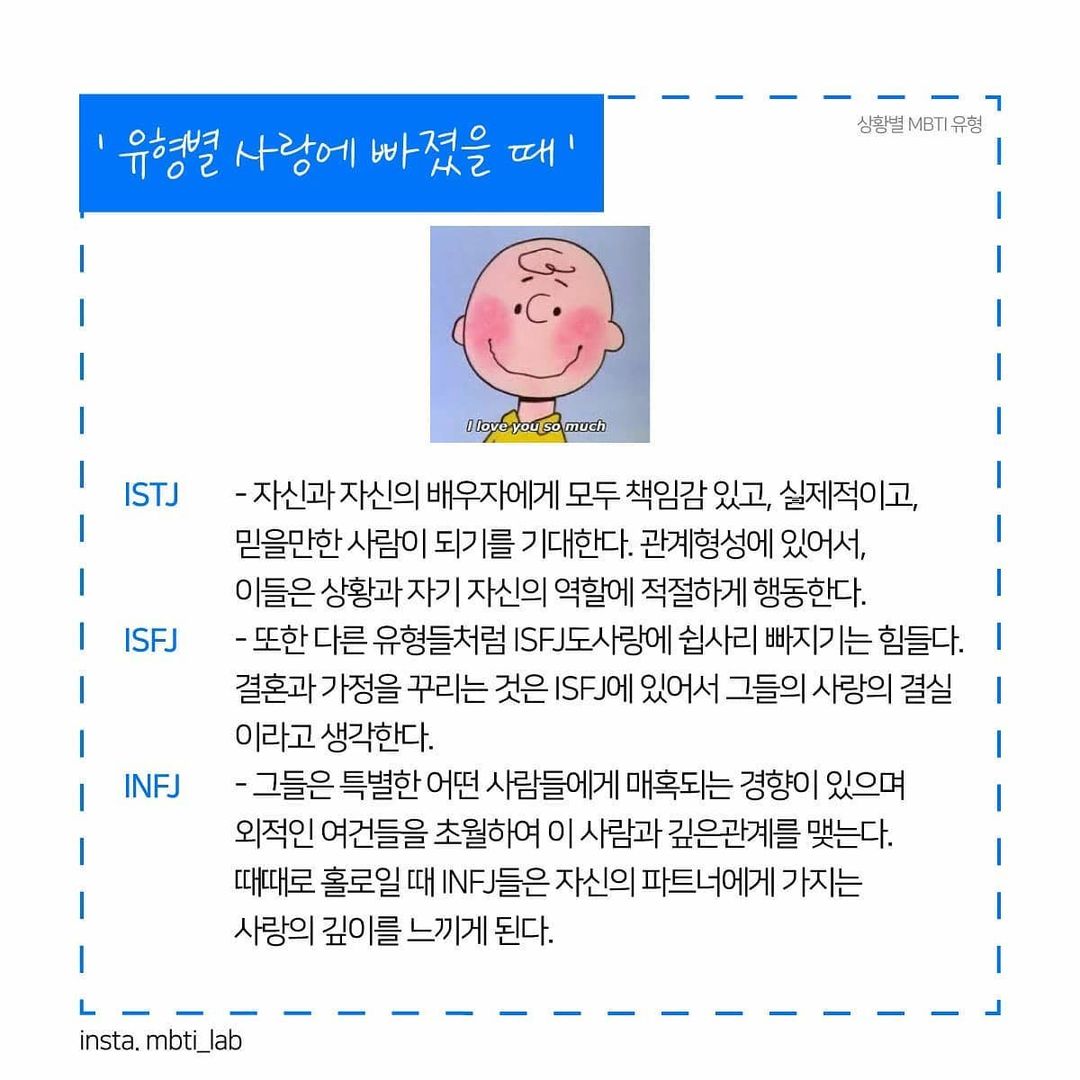 ' 유형별 사랑에 빠졌을 때 '
상황별 MBTI 유형
I love you so much
ISTJ - 자신과 자신의 배우자에게 모두 책임감 있고, 실제적이고,
믿을만한 사람이 되기를 기대한다. 관계형성에 있어서,
이들은 상황과 자기 자신의 역할에 적절하게 행동한다.
ISFJ - 또한 다른 유형들처럼 ISFJ도사랑에 쉽사리 빠지기는 힘들다.
결혼과 가정을 꾸리는 것은 ISFJ에 있어서 그들의 사랑의 결실
이라고 생각한다.
INFJ - 그들은 특별한 어떤 사람들에게 매혹되는 경향이 있으며
외적인 여건들을 초월하여 이 사람과 깊은관계를 맺는다.
때때로 홀로일 때 INFJ들은 자신의 파트너에게 가지는
사랑의 깊이를 느끼게 된다.
insta. mbti_lab